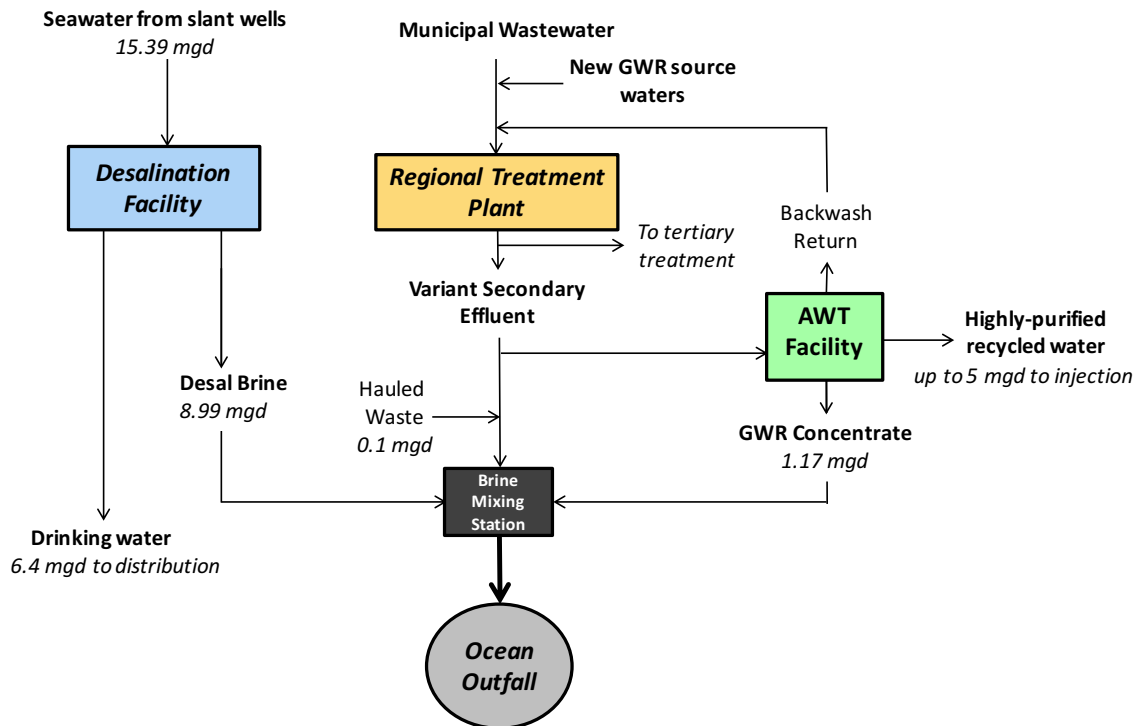 Seawater from slant wells
15.39 mgd
Municipal Wastewater
New GWR source
waters
Desalination
Facility
Regional Treatment
Plant
Backwash
Return
To tertiary
treatment
Variant Secondary
Effluent
AWT
Facility
Highly-purified
recycled water
up to 5 mgd to injection
Desal Brine
8.99 mgd
Hauled
Waste
0.1 mgd
GWR Concentrate
1.17 mgd
Brine
Mixing
Station
Drinking water
6.4 mgd to distribution
Ocean
Outfall